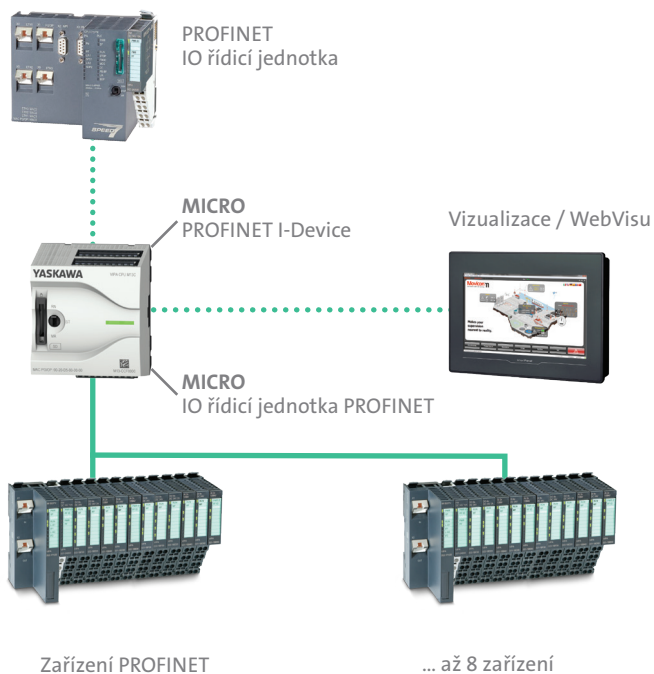 PROFINET
IO řídicí jednotka
SPEED7
MICRO
PROFINET I-Device
Vizualizace / WebVisu
YASKAWA
MICRO
IO řídicí jednotka PROFINET
Zařízení PROFINET
... až 8 zařízení